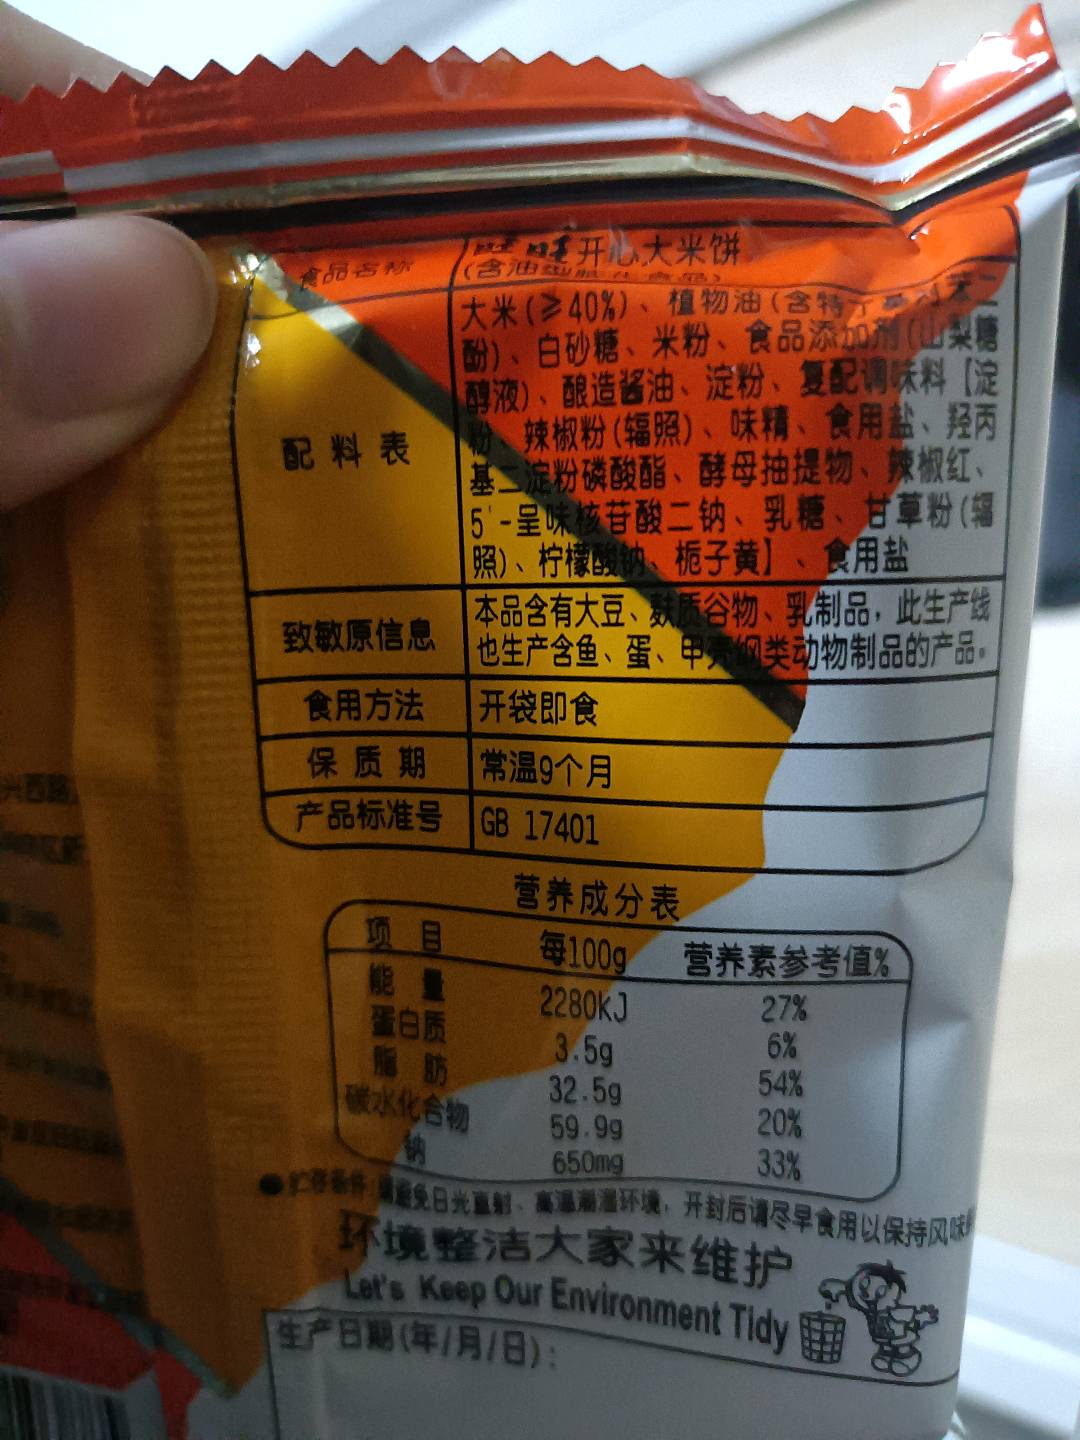 食品名称
旺旺开心大米饼
(含油型膨化食品)
大米(≥40%)、植物油(含特丁基对苯二
酚)、白砂糖、米粉、食品添加剂(山梨糖
醇液)、酿造酱油、淀粉、复配调味料【淀
粉、辣椒粉(辐照)、味精、食用盐、羟丙
配料表
基二淀粉磷酸酯、酵母抽提物、辣椒红、
5'-呈味核苷酸二钠、乳糖、甘草粉(辐
照)、柠檬酸钠、栀子黄】、食用盐
致敏原信息
本品含有大豆、麸质谷物、乳制品，此生产线
也生产含鱼、蛋、甲壳纲类动物制品的产品。
食用方法 开袋即食
保质期 常温9个月
产品标准号 GB 17401
营养成分表
项目 每100g 营养素参考值%
能量 2280KJ 27%
蛋白质 3.5g 6%
脂肪 32.5g 54%
碳水化合物 59.9g 20%
钠 650mg 33%
●贮存条件 避免日光直射、高温潮湿环境，开封后请尽早食用以保持风味
环境整洁大家来维护
Let's Keep Our Environment Tidy
生产日期(年/月/日):